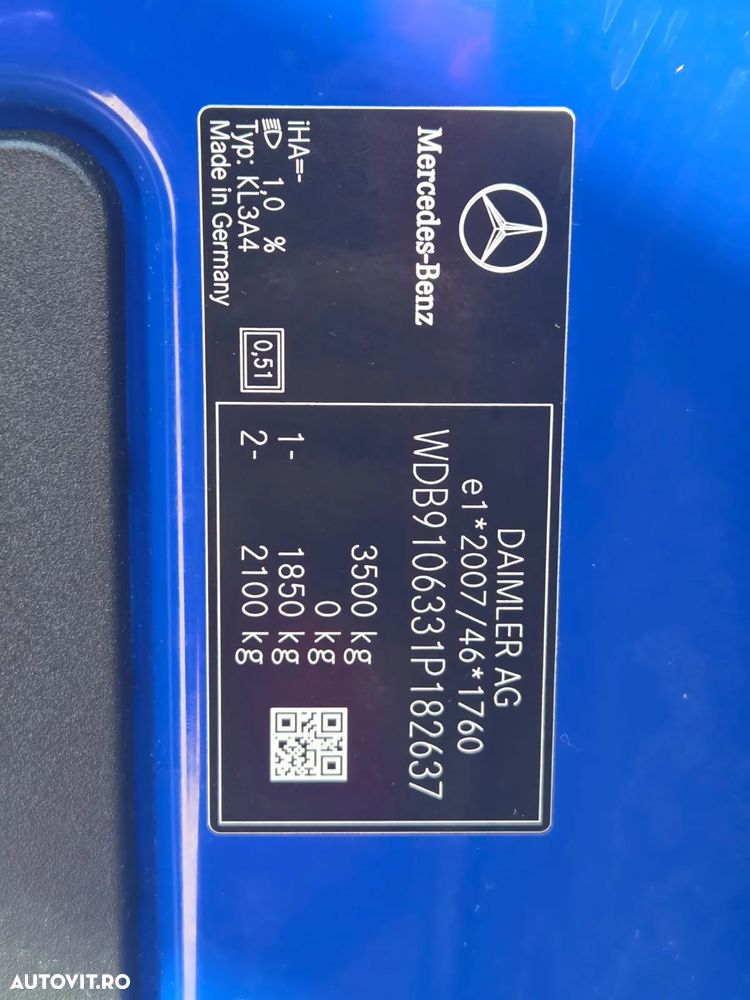 Mercedes-Benz
iHA=-
1,0 %
Typ: KL3A4
Made in Germany
0,51
DAIMLER AG
e1*2007/46*1760
WDB9106331P182637
3500 kg
0 kg
1- 1850 kg
2- 2100 kg
AUTOVIT.RO